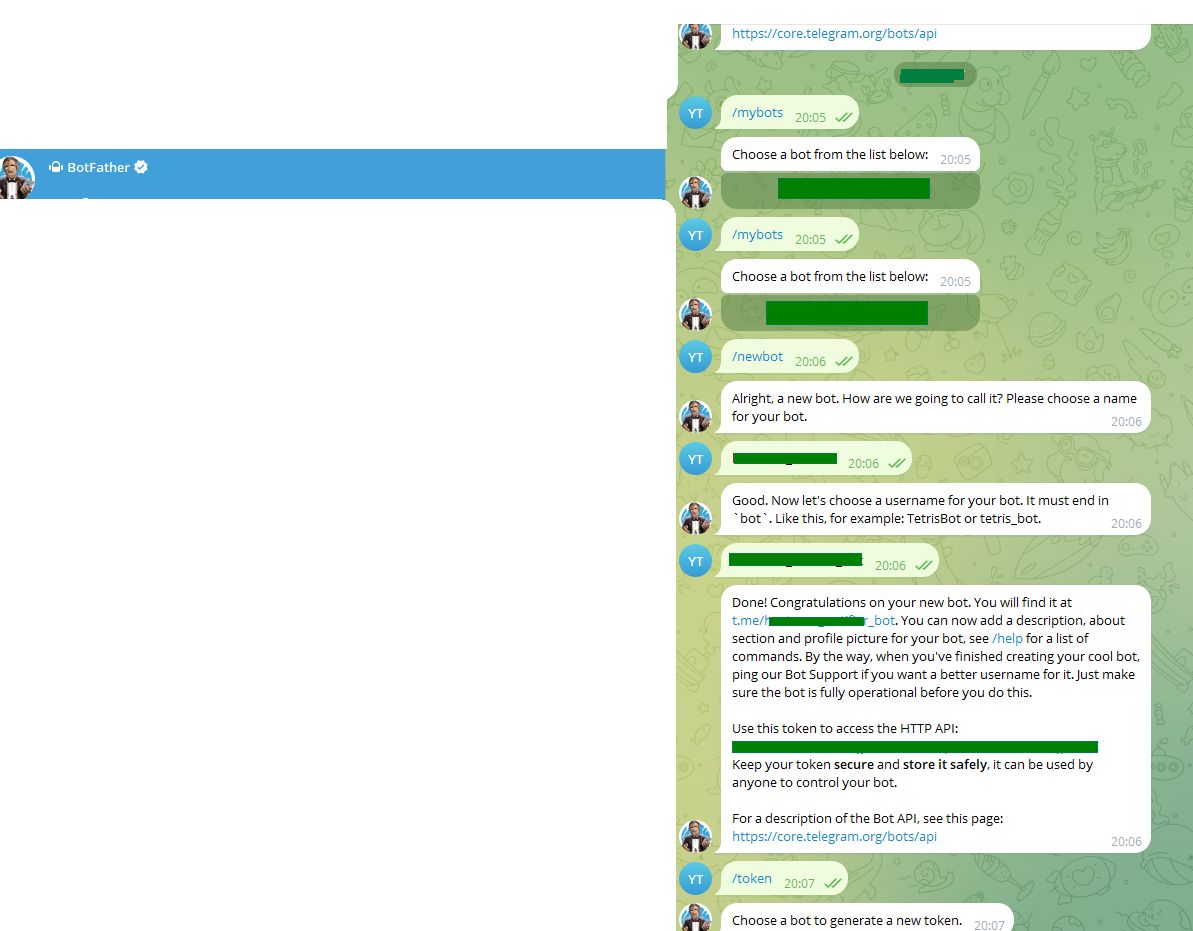 BotFather
https://core.telegram.org/bots/api
YT
/mybots 20:05
Choose a bot from the list below: 20:05
YT
/mybots 20:05
Choose a bot from the list below: 20:05
YT
/newbot 20:06
Alright, a new bot. How are we going to call it? Please choose a name
for your bot. 20:06
YT
20:06
Good. Now let's choose a username for your bot. It must end in
`bot`. Like this, for example: TetrisBot or tetris_bot. 20:06
YT
20:06
Done! Congratulations on your new bot. You will find it at
t.me/ _bot. You can now add a description, about
section and profile picture for your bot, see /help for a list of
commands. By the way, when you've finished creating your cool bot,
ping our Bot Support if you want a better username for it. Just make
sure the bot is fully operational before you do this.
Use this token to access the HTTP API:
Keep your token secure and store it safely, it can be used by
anyone to control your bot.
For a description of the Bot API, see this page:
https://core.telegram.org/bots/api 20:06
YT
/token 20:07
Choose a bot to generate a new token. 20:07